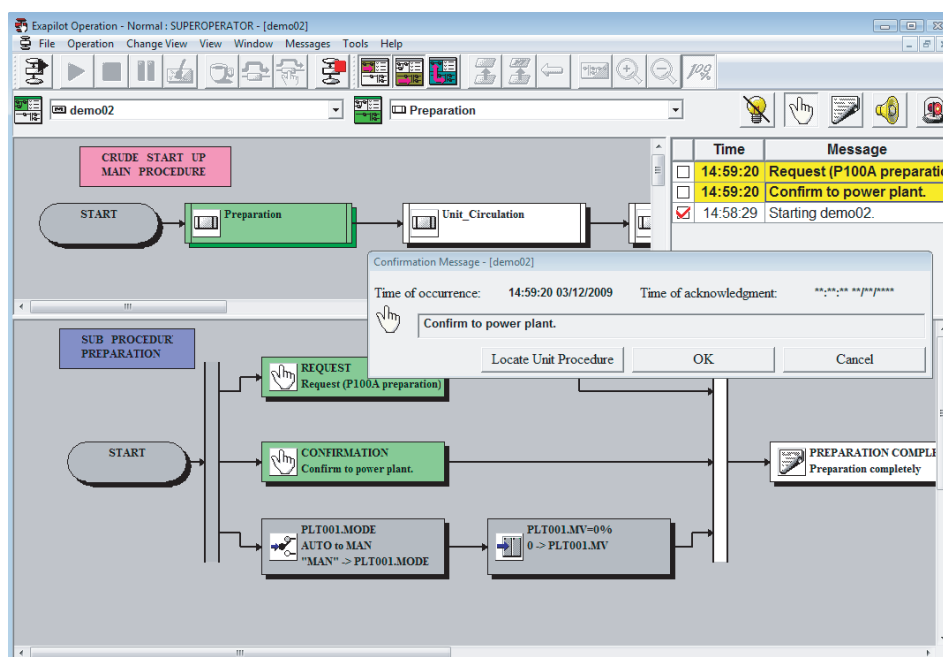 Exapilot Operation - Normal : SUPEROPERATOR - [demo02]
File Operation Change View View Window Messages Tools Help
100%
demo02
Preparation
CRUDE START UP
MAIN PROCEDURE
START
Preparation
Unit_Circulation
Time Message
14:59:20 Request (P100A preparatio
14:59:20 Confirm to power plant.
14:58:29 Starting demo02.
Confirmation Message - [demo02]
Time of occurrence: 14:59:20 03/12/2009 Time of acknowledgment: **:**:** **/**/****
Confirm to power plant.
Locate Unit Procedure OK Cancel
SUB PROCEDUR
PREPARATION
REQUEST
Request (P100A preparation)
START
CONFIRMATION
Confirm to power plant.
PREPARATION COMPLE
Preparation completely
PLT001.MODE
AUTO to MAN
"MAN" -> PLT001.MODE
PLT001.MV=0%
0 -> PLT001.MV